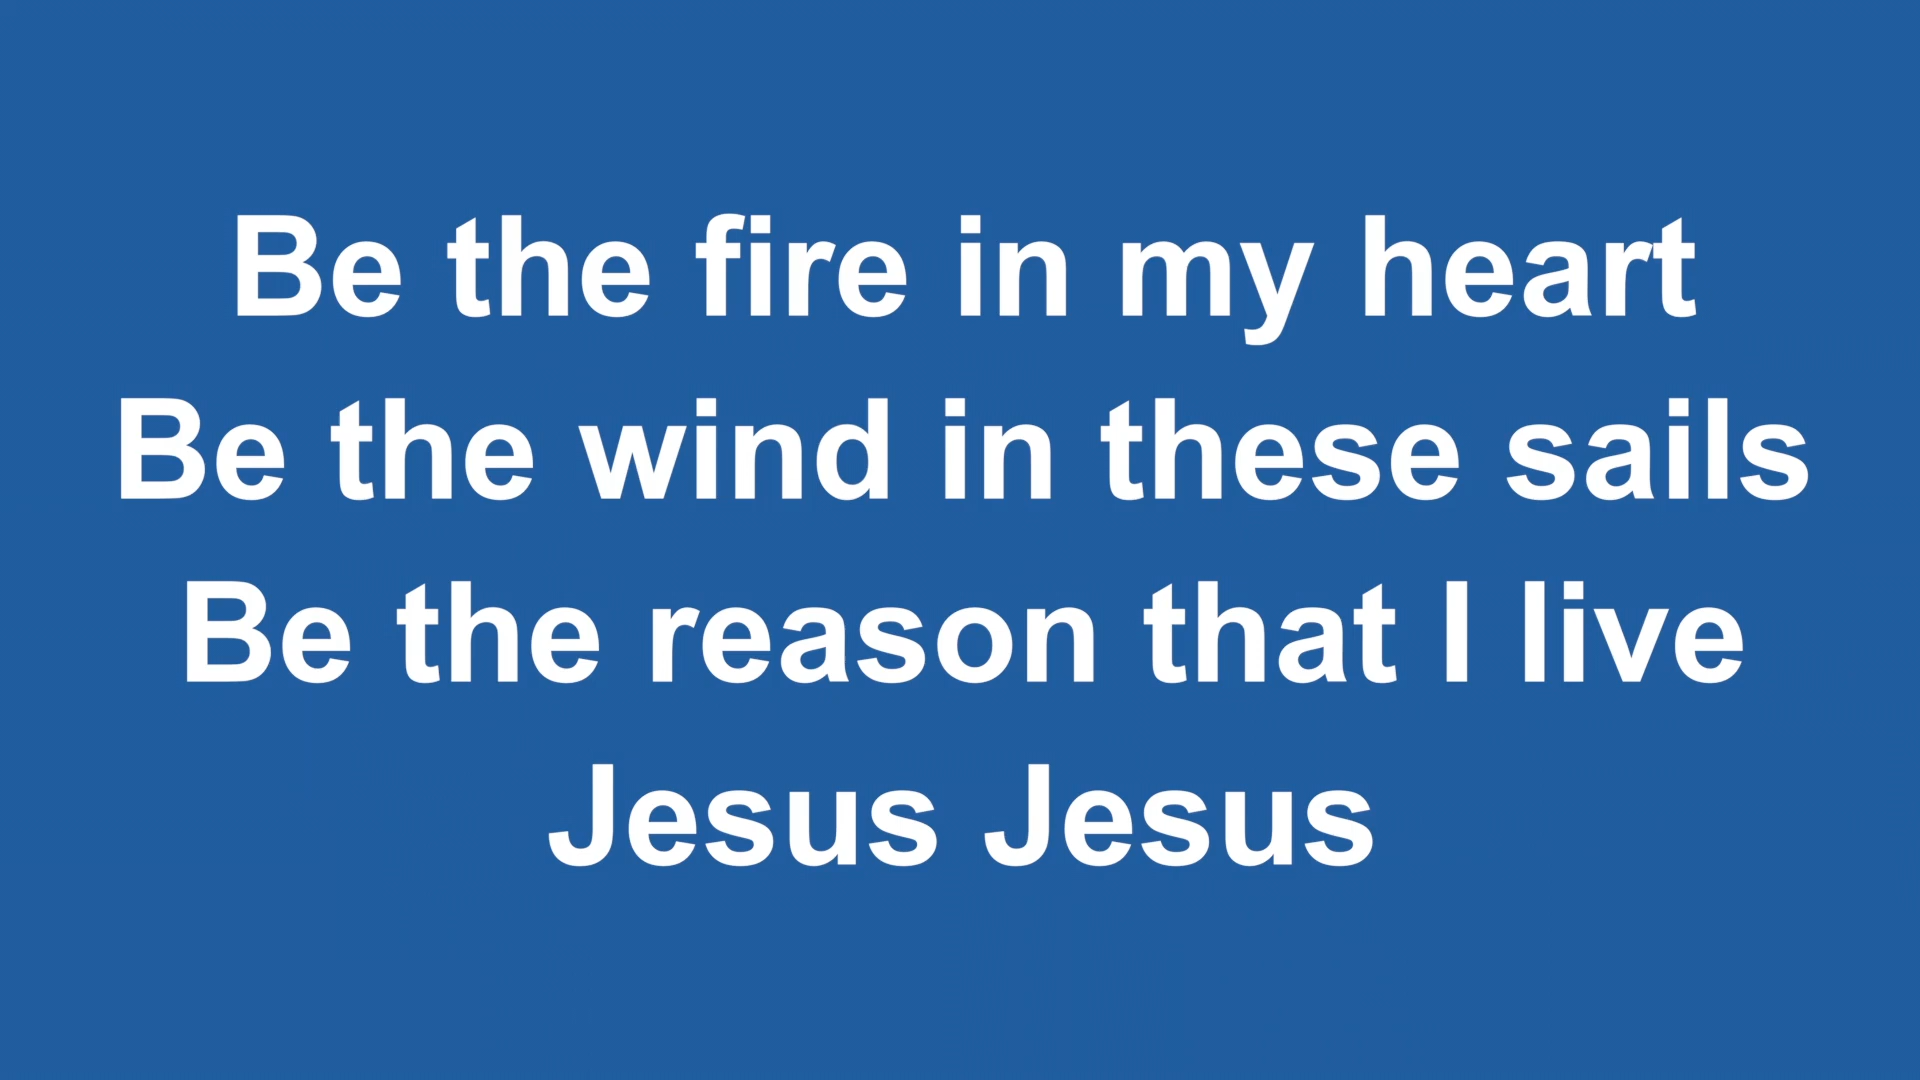 Be the fire in my heart
Be the wind in these sails
Be the reason that I live
Jesus Jesus